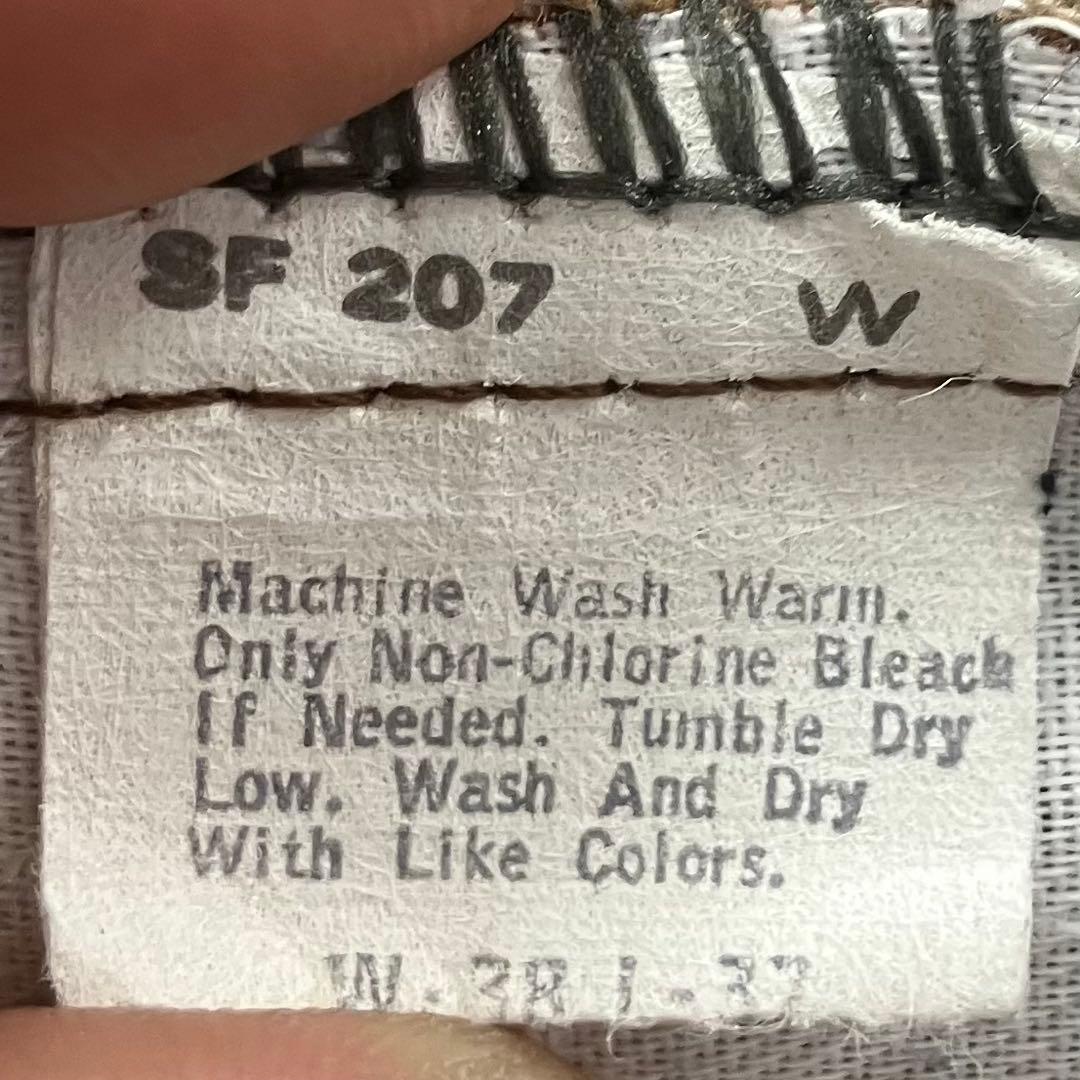 SF 207 W
Machine Wash Warm.
Only Non-Chlorine Bleach
If Needed. Tumble Dry
Low. Wash And Dry
With Like Colors.